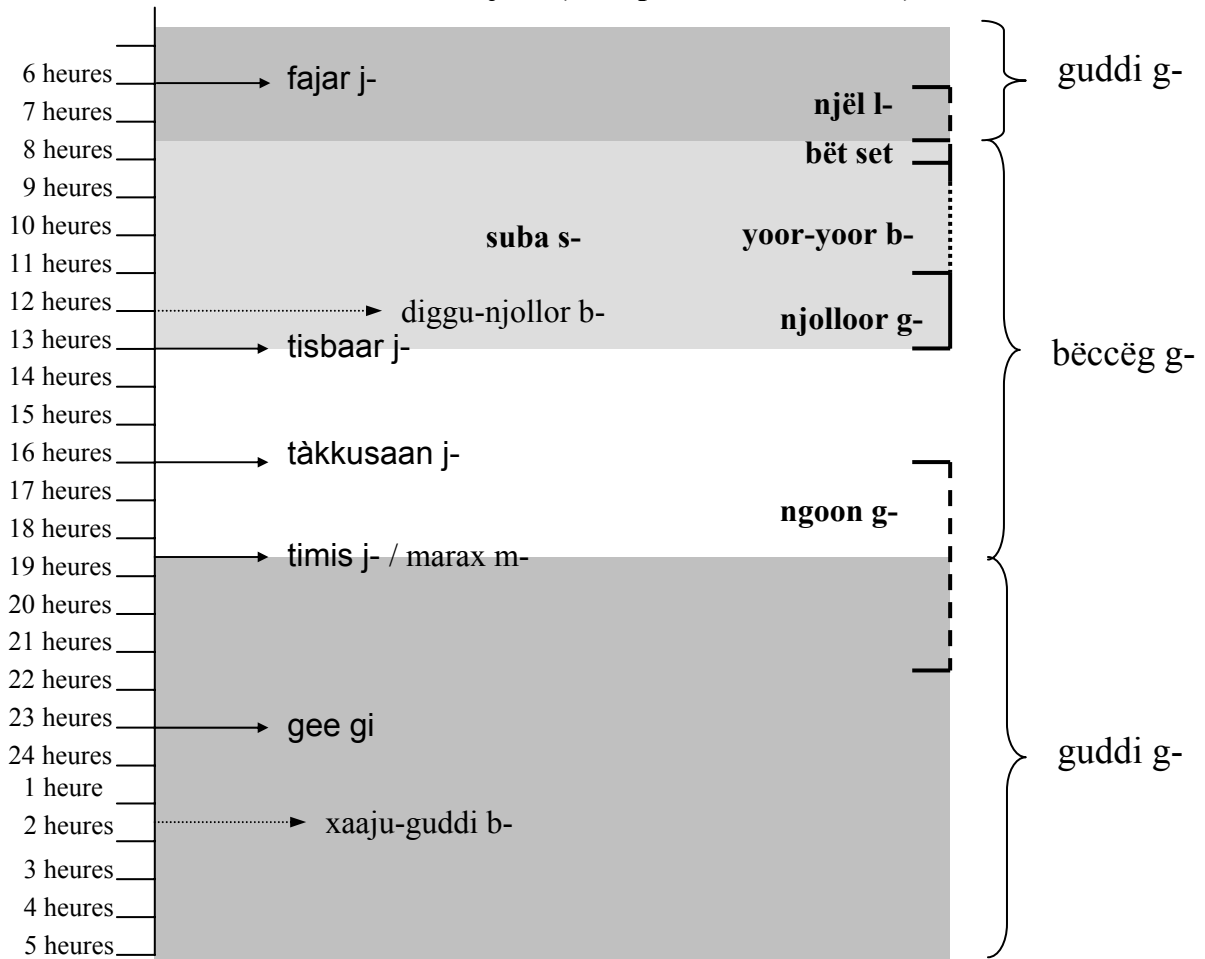 6 heures fajar j- guddi g-
7 heures njël l-
8 heures bët set
9 heures
10 heures suba s- yoor-yoor b-
11 heures
12 heures diggu-njollor b- njolloor g-
13 heures tisbaar j- bëccëg g-
14 heures
15 heures
16 heures tàkkusaan j-
17 heures
18 heures ngoon g-
19 heures timis j- / marax m-
20 heures
21 heures
22 heures
23 heures gee gi
24 heures guddi g-
1 heure
2 heures xaaju-guddi b-
3 heures
4 heures
5 heures